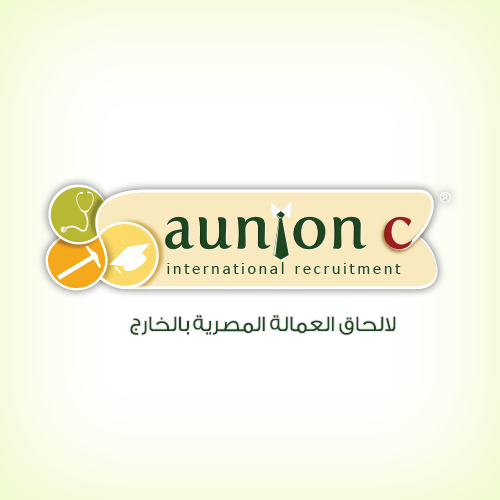 aunion c ®
international recruitment
لالحاق العمالة المصرية بالخارج